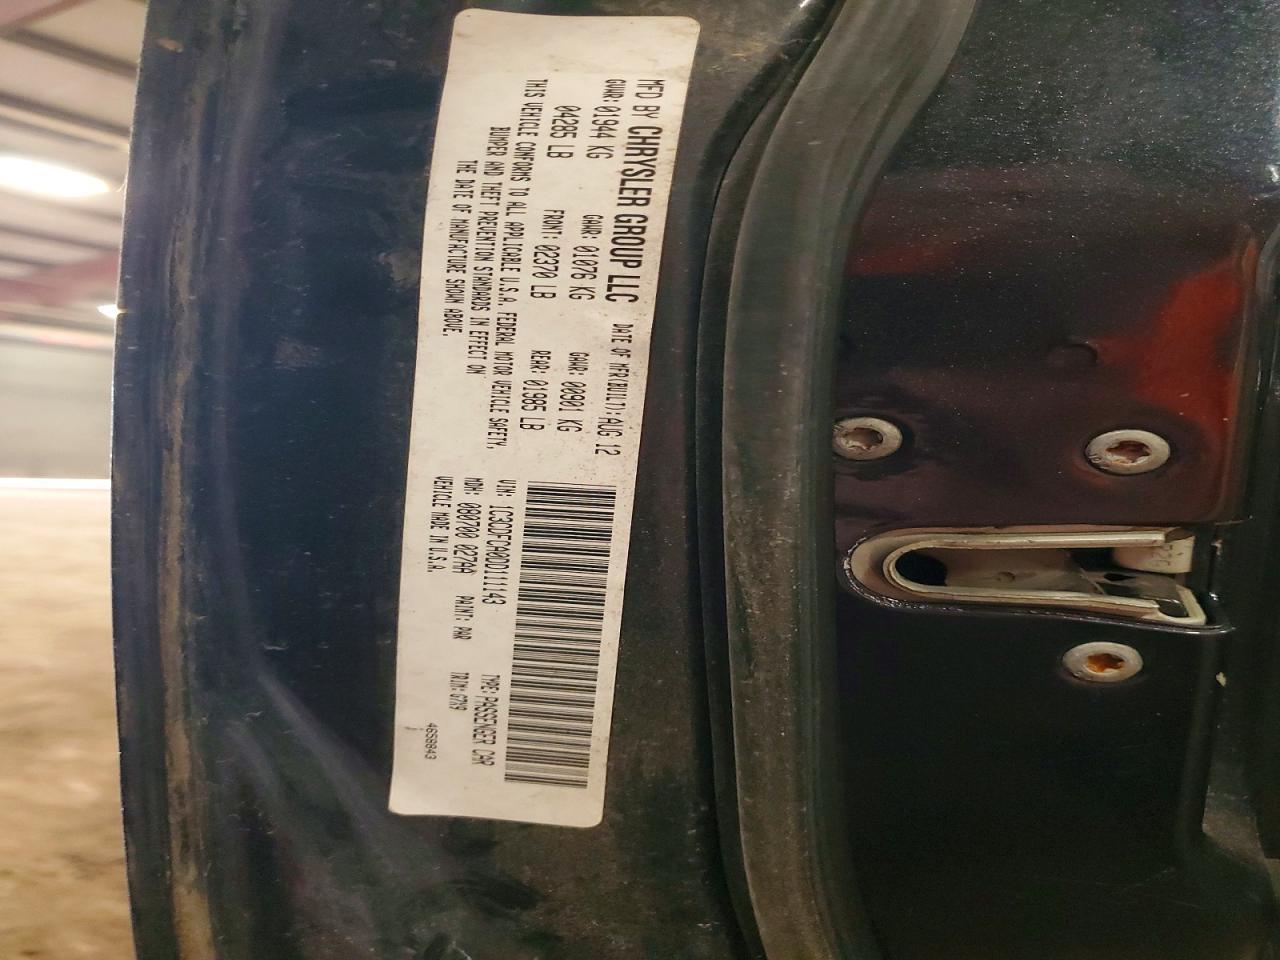 MFD BY CHRYSLER GROUP LLC DATE OF MFR(BUILT):AUG 12
GVWR: 01944 KG GAWR: 01076 KG GAWR: 00901 KG
04285 LB FRONT: 02370 LB REAR: 01985 LB
THIS VEHICLE CONFORMS TO ALL APPLICABLE U.S.A. FEDERAL MOTOR VEHICLE SAFETY,
BUMPER AND THEFT PREVENTION STANDARDS IN EFFECT ON
THE DATE OF MANUFACTURE SHOWN ABOVE.
VIN: 1C3CDFCA0DD111143 TYPE: PASSENGER CAR
MDH: 080700 027AA PAINT: PAR TRIM: G7X9
VEHICLE MADE IN U.S.A. 4658843